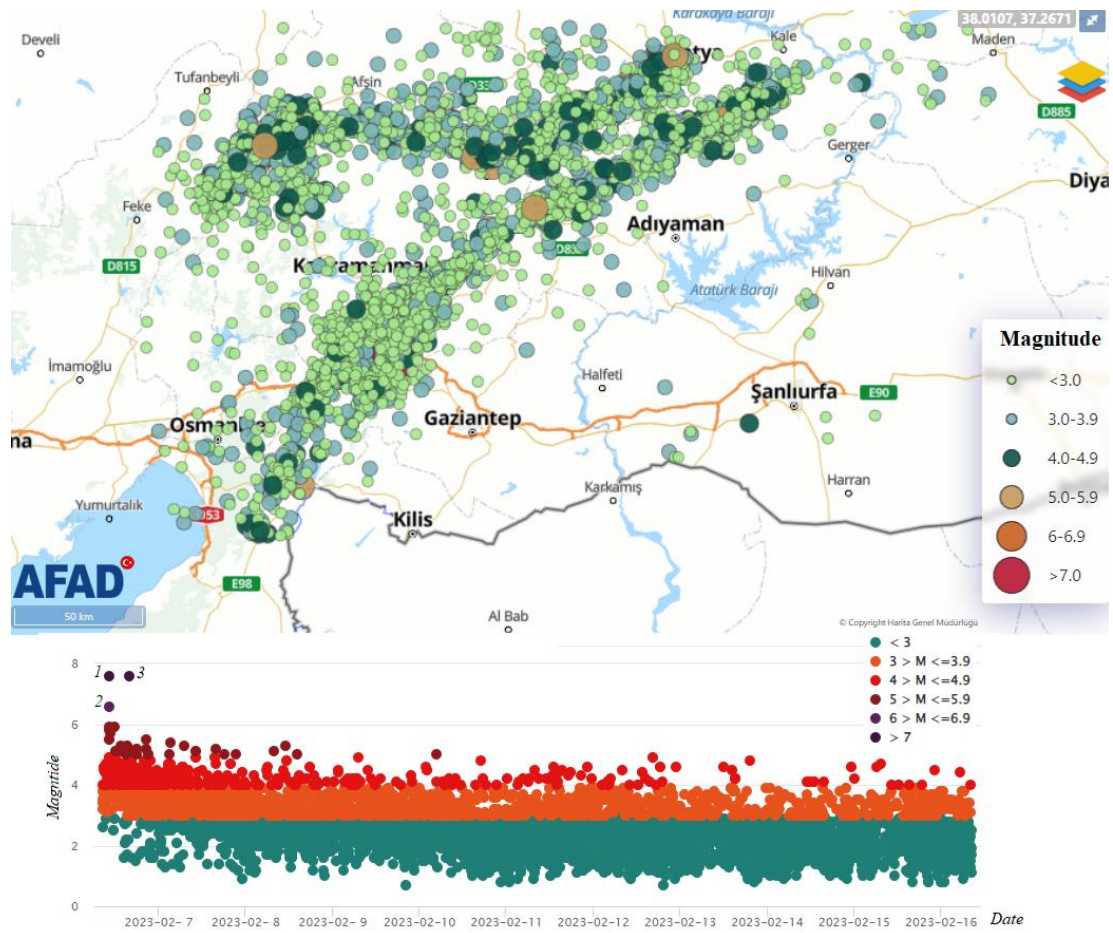 Develi
Karakaya Barajı
38.0107, 37.2671
Kale
Maden
Tufanbeyli
Afşin
D33
tya
D885
Gerger
Diya
Feke
Adıyaman
D815
D83
Hilvan
Atatürk Barajı
Magnitude
İmamoğlu
Halfeti
<3.0
Şanlıurfa
E90
3.0-3.9
Gaziantep
na
4.0-4.9
Karkamış
Harran
5.0-5.9
Yumurtalık
D53
Kilis
6-6.9
AFAD
E98
>7.0
50 km
Al Bab
© Copyright Harita Genel Müdürlüğü
8
1
3
2
6
4
2
0
Magntide
< 3
3 > M <=3.9
4 > M <=4.9
5 > M <=5.9
6 > M <=6.9
> 7
2023-02- 7
2023-02- 8
2023-02- 9
2023-02-10
2023-02-11
2023-02-12
2023-02-13
2023-02-14
2023-02-15
2023-02-16
Date